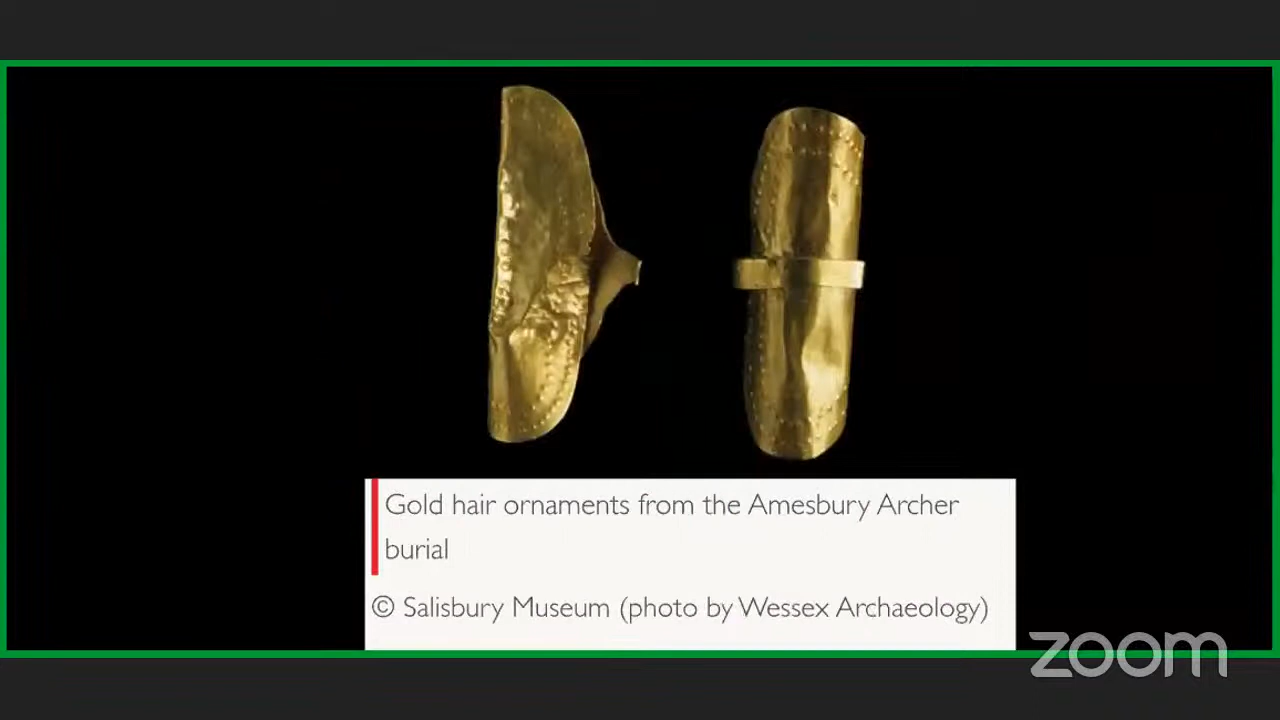 Gold hair ornaments from the Amesbury Archer
burial
© Salisbury Museum (photo by Wessex Archaeology)
zoom